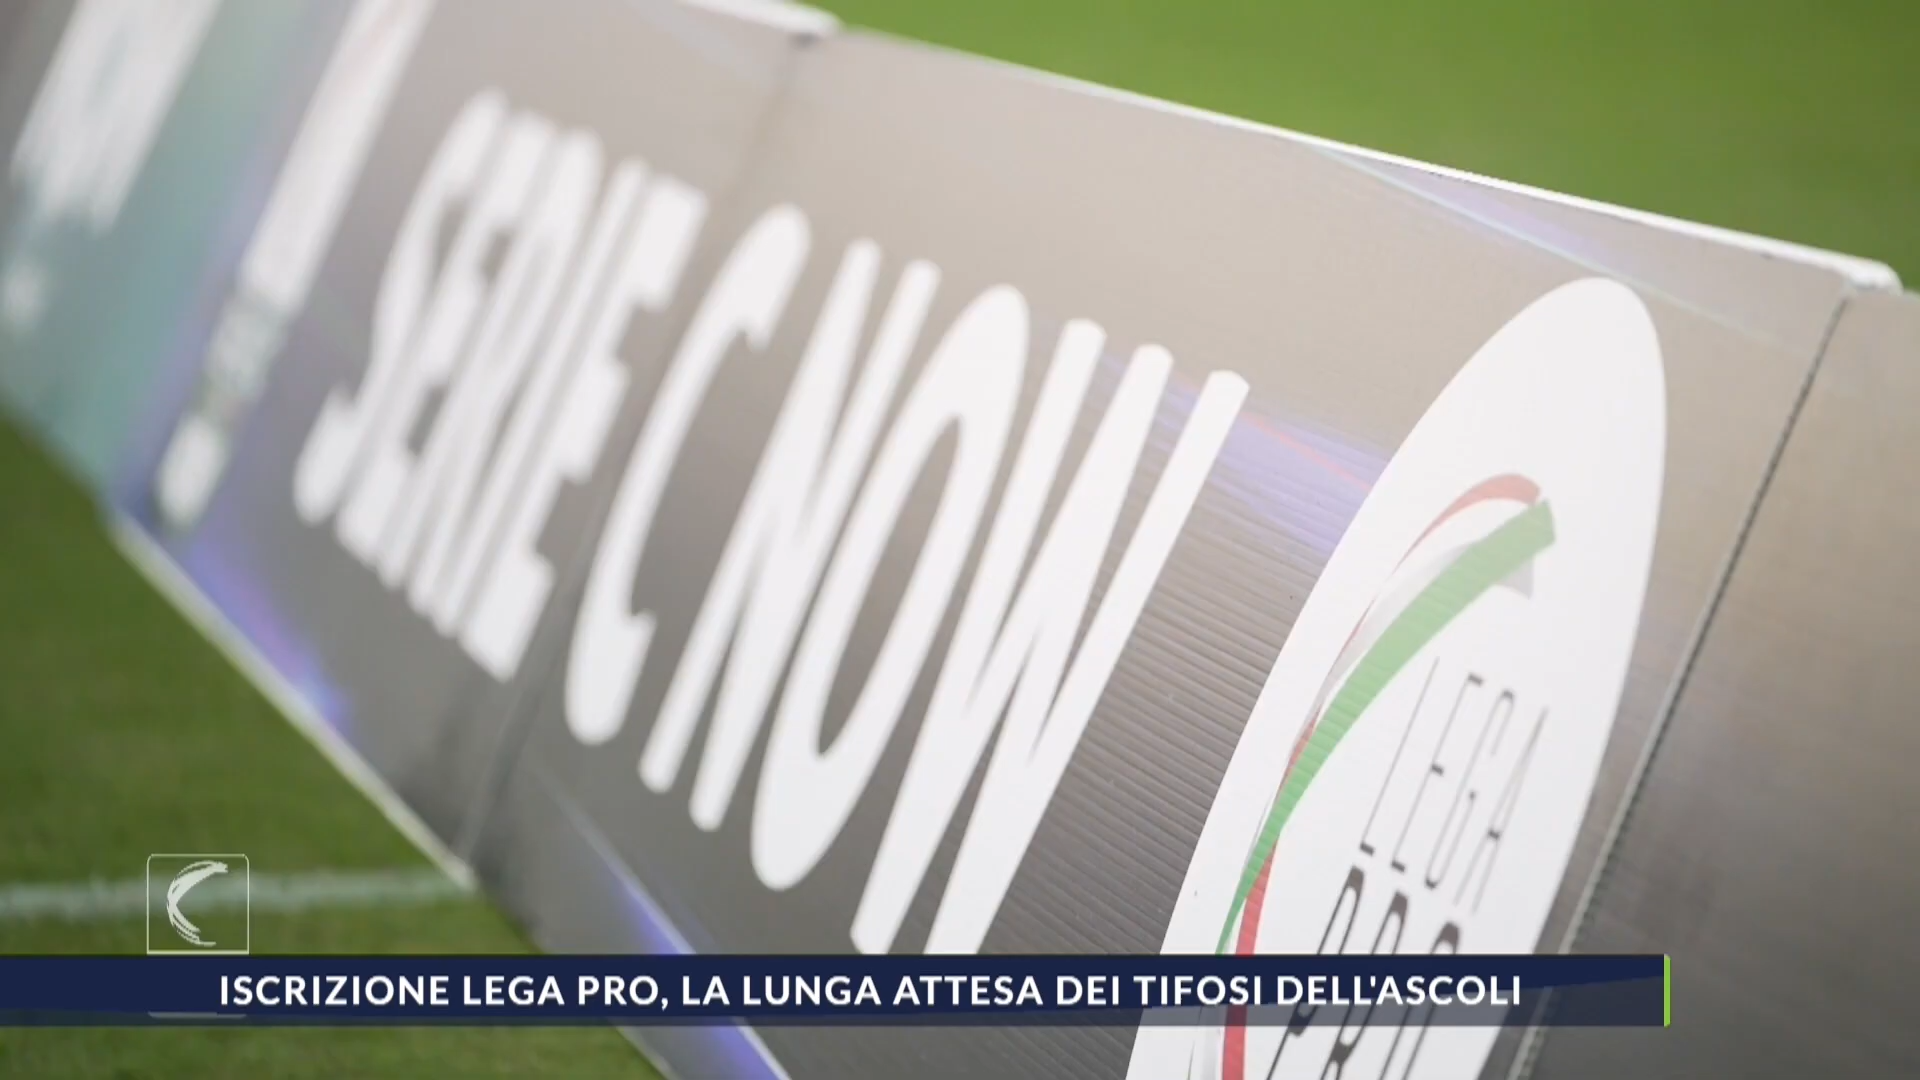 SERIE C NOW
LEGA
PRO
ISCRIZIONE LEGA PRO, LA LUNGA ATTESA DEI TIFOSI DELL'ASCOLI